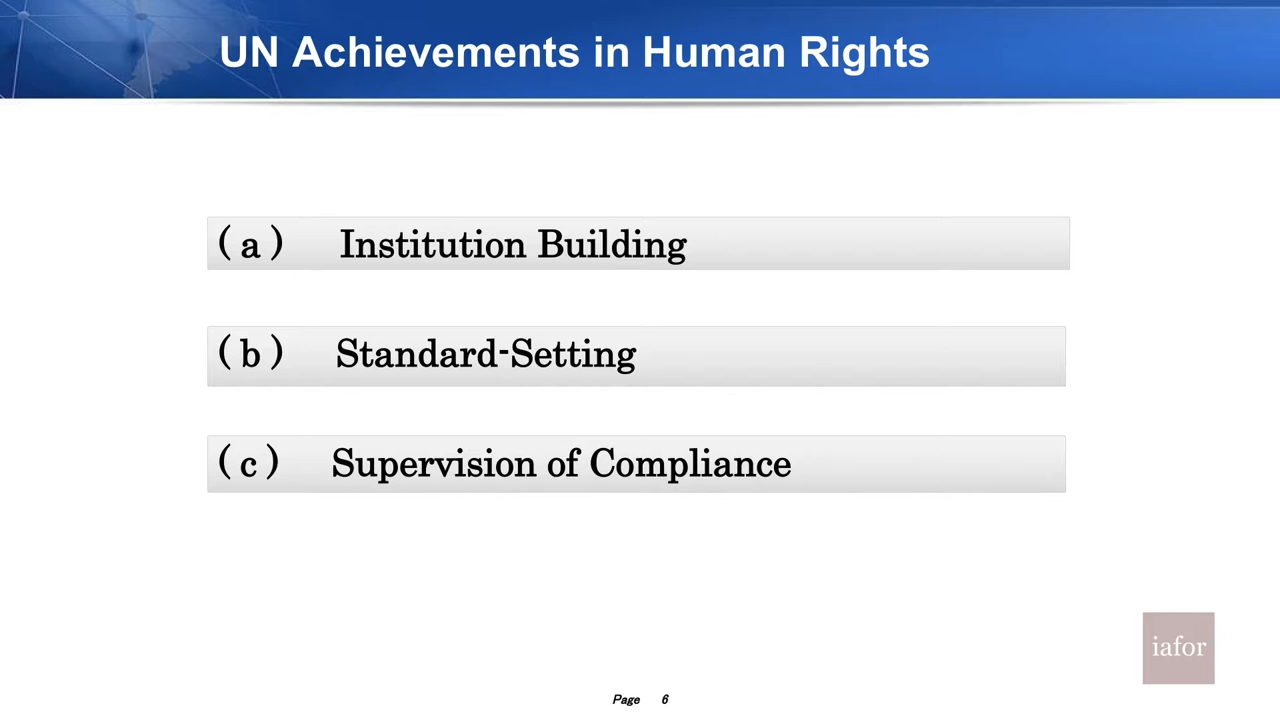 UN Achievements in Human Rights
( a ) Institution Building
( b ) Standard-Setting
( c ) Supervision of Compliance
iafor
Page 6